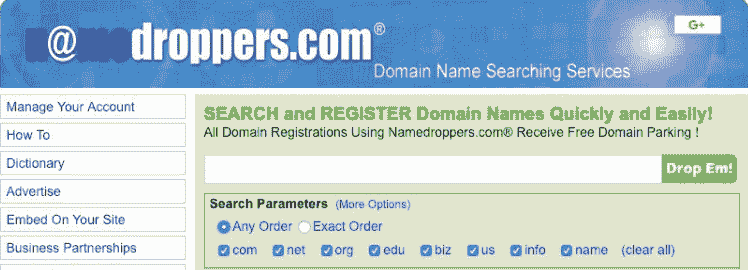 n@medroppers.com®
G+
Domain Name Searching Services
Manage Your Account
How To
Dictionary
Advertise
Embed On Your Site
Business Partnerships
SEARCH and REGISTER Domain Names Quickly and Easily!
All Domain Registrations Using Namedroppers.com® Receive Free Domain Parking !
Drop Em!
Search Parameters (More Options)
Any Order Exact Order
com net org edu biz us info name (clear all)